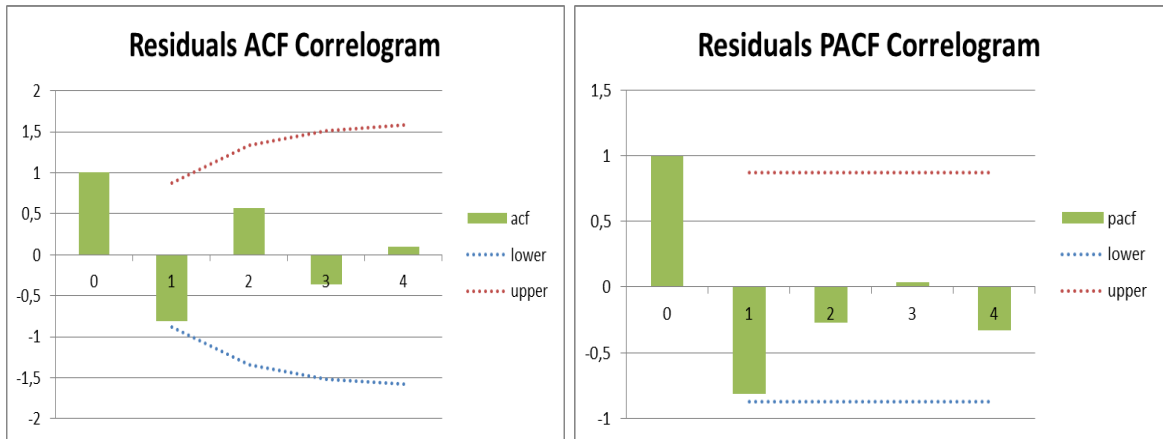 Residuals ACF Correlogram
2
1,5
1
0,5
0
-0,5
-1
-1,5
-2
0 1 2 3 4
acf
lower
upper
Residuals PACF Correlogram
1,5
1
0,5
0
-0,5
-1
0 1 2 3 4
pacf
lower
upper